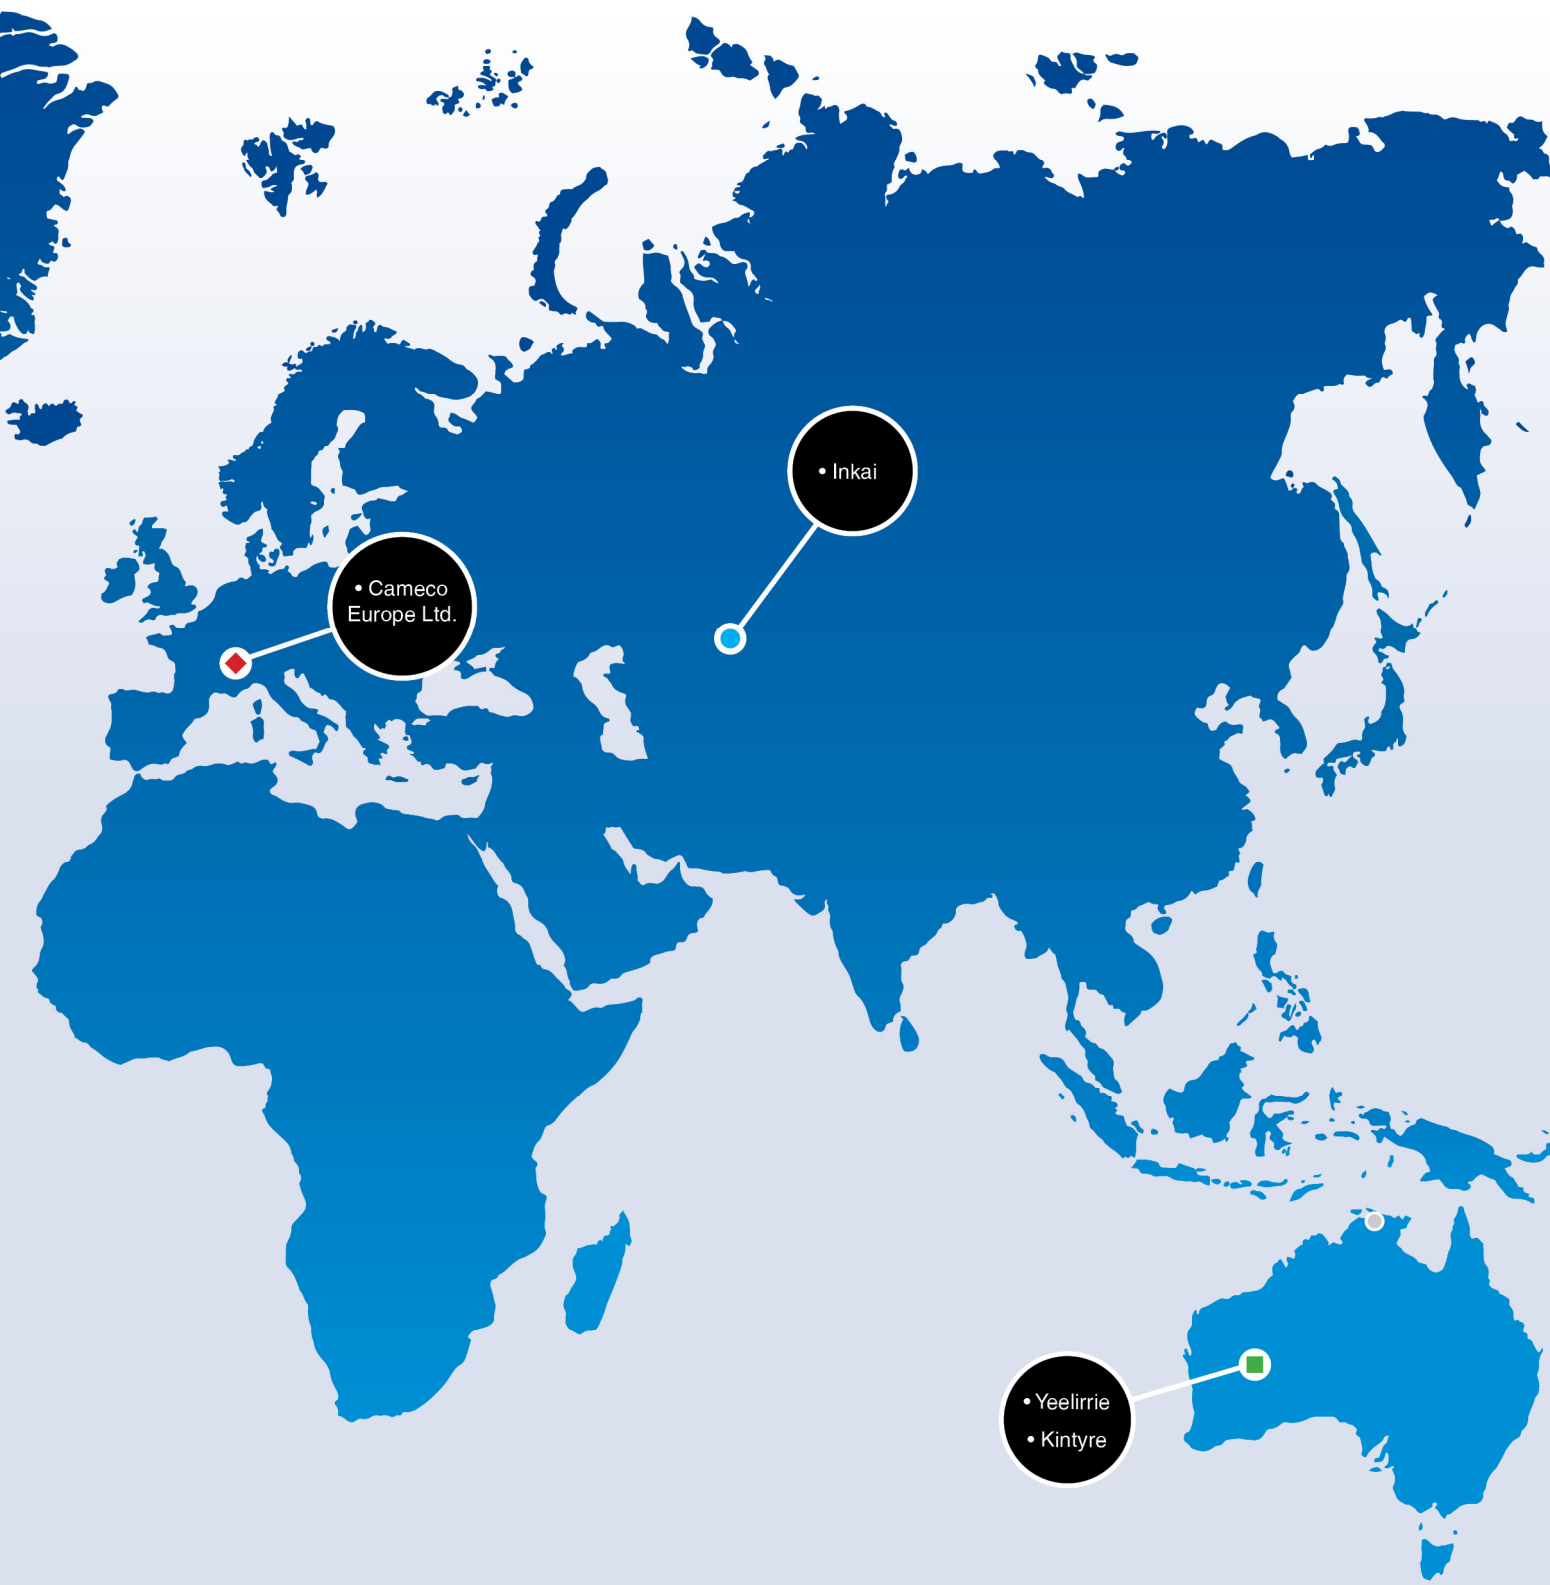 • Inkai
• Cameco
Europe Ltd.
• Yeelirrie
• Kintyre